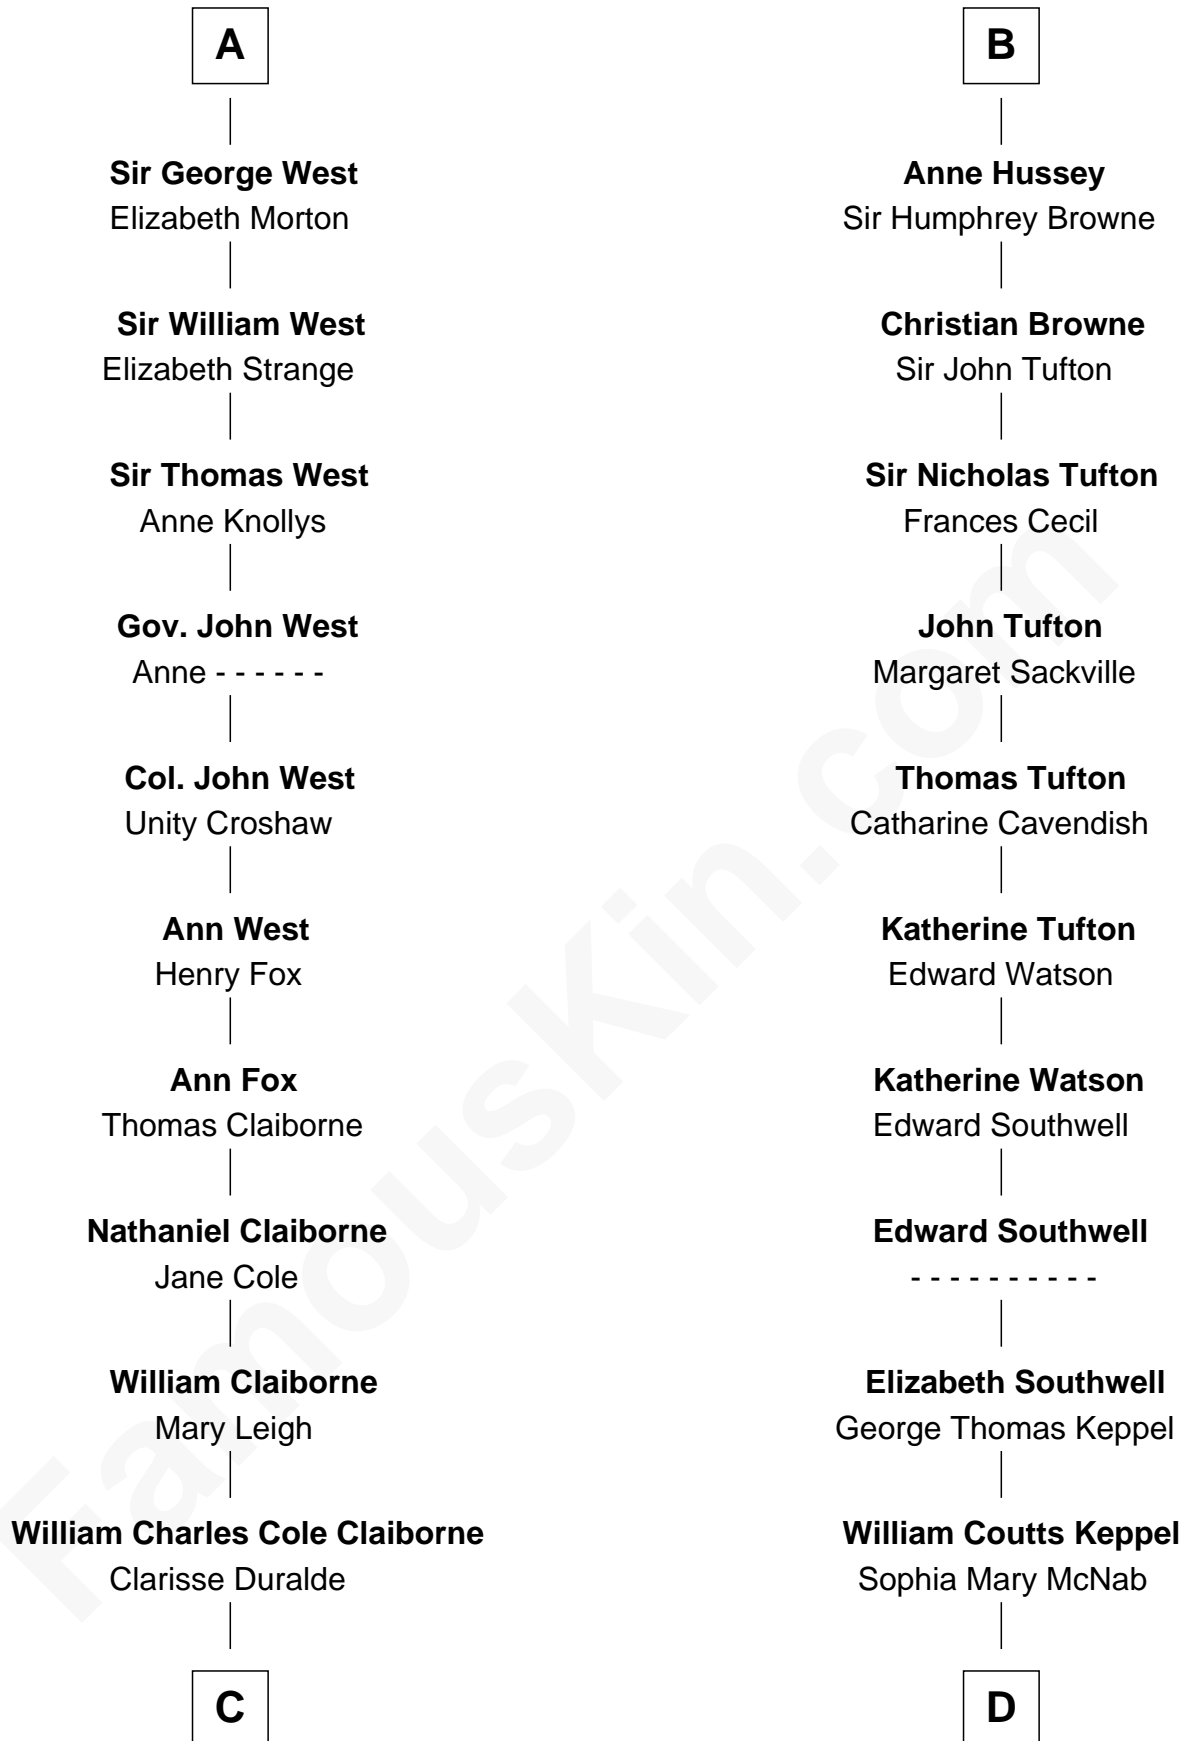 A
Sir George West
Elizabeth Morton
Sir William West
Elizabeth Strange
Sir Thomas West
Anne Knollys
Gov. John West
Anne - - - - - -
Col. John West
Unity Croshaw
Ann West
Henry Fox
Ann Fox
Thomas Claiborne
Nathaniel Claiborne
Jane Cole
William Claiborne
Mary Leigh
William Charles Cole Claiborne
Clarisse Duralde
C
B
Anne Hussey
Sir Humphrey Browne
Christian Browne
Sir John Tufton
Sir Nicholas Tufton
Frances Cecil
John Tufton
Margaret Sackville
Thomas Tufton
Catharine Cavendish
Katherine Tufton
Edward Watson
Katherine Watson
Edward Southwell
Edward Southwell
- - - - - - - - - -
Elizabeth Southwell
George Thomas Keppel
William Coutts Keppel
Sophia Mary McNab
D
FamousKin.com